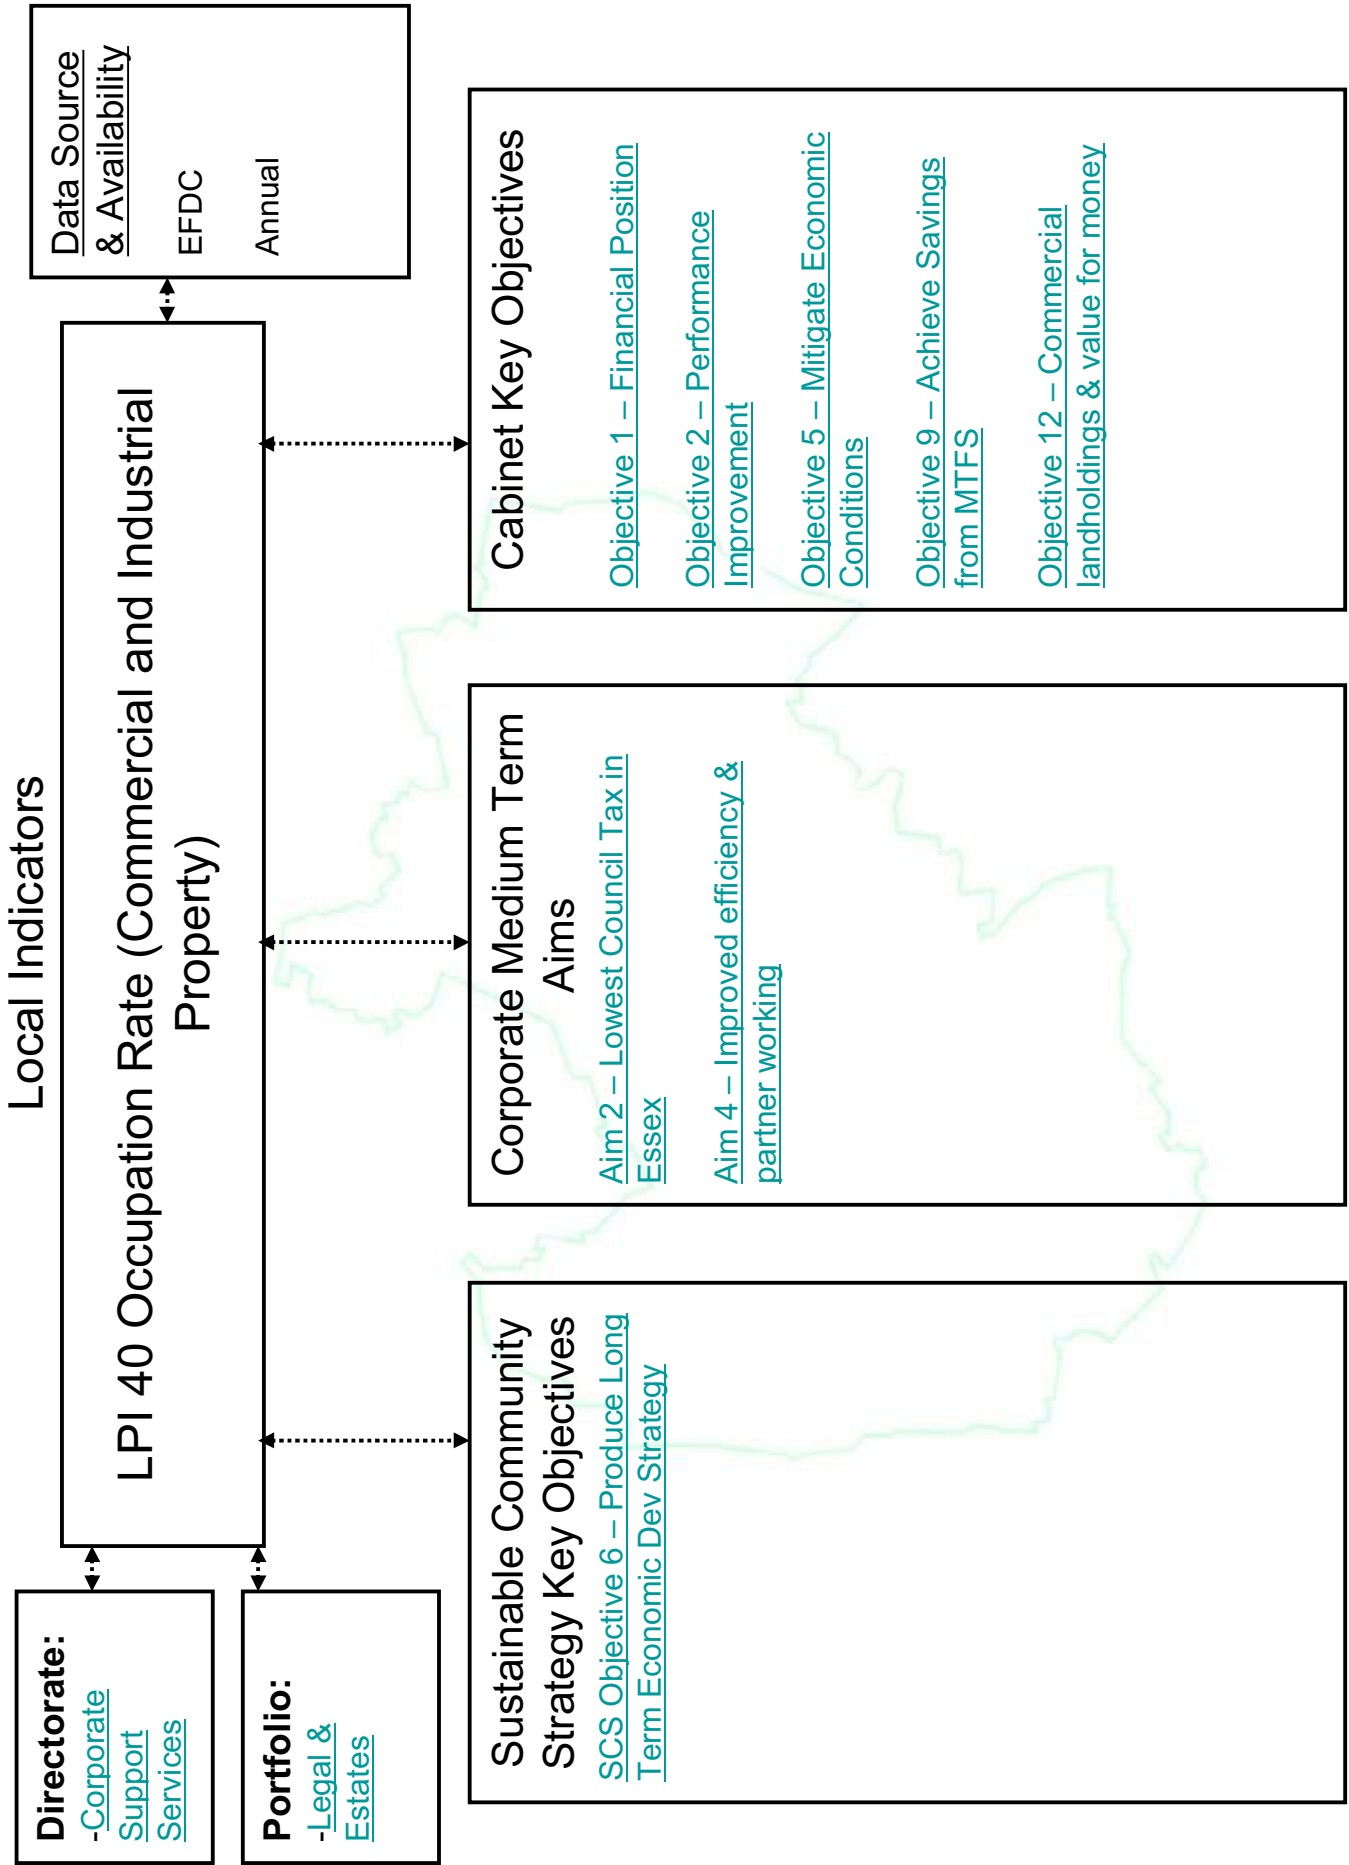 Local Indicators
Directorate:
-Corporate
Support
Services
Portfolio:
-Legal &
Estates
LPI 40 Occupation Rate (Commercial and Industrial
Property)
Data Source
& Availability
EFDC
Annual
Sustainable Community
Strategy Key Objectives
SCS Objective 6 – Produce Long
Term Economic Dev Strategy
Corporate Medium Term
Aims
Aim 2 – Lowest Council Tax in
Essex
Aim 4 – Improved efficiency &
partner working
Cabinet Key Objectives
Objective 1 – Financial Position
Objective 2 – Performance
Improvement
Objective 5 – Mitigate Economic
Conditions
Objective 9 – Achieve Savings
from MTFS
Objective 12 – Commercial
landholdings & value for money